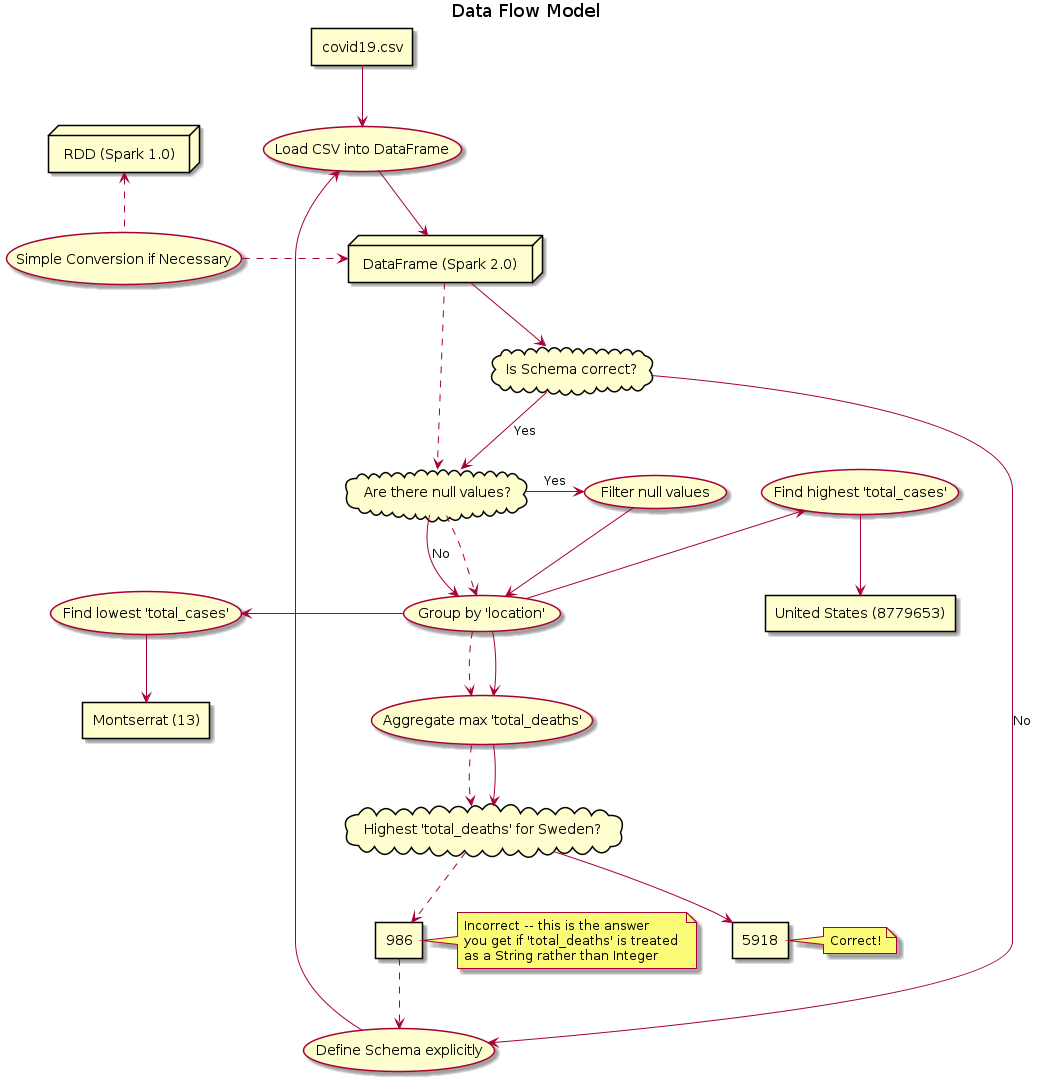 Data Flow Model
covid19.csv
Load CSV into DataFrame
RDD (Spark 1.0)
Simple Conversion if Necessary
DataFrame (Spark 2.0)
Is Schema correct?
Yes
Are there null values?
Yes
Filter null values
Find highest 'total_cases'
No
Find lowest 'total_cases'
Group by 'location'
United States (8779653)
Montserrat (13)
Aggregate max 'total_deaths'
No
Highest 'total_deaths' for Sweden?
986
Incorrect -- this is the answer
you get if 'total_deaths' is treated
as a String rather than Integer
5918
Correct!
Define Schema explicitly